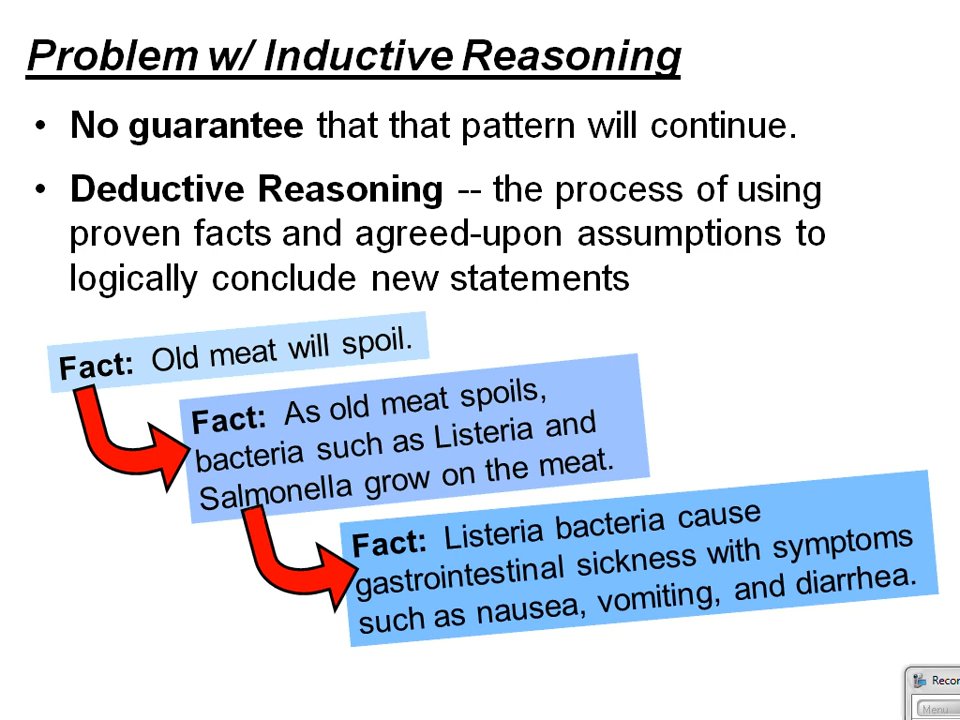 Problem w/ Inductive Reasoning
• No guarantee that that pattern will continue.
• Deductive Reasoning -- the process of using
proven facts and agreed-upon assumptions to
logically conclude new statements
Fact: Old meat will spoil.
Fact: As old meat spoils,
bacteria such as Listeria and
Salmonella grow on the meat.
Fact: Listeria bacteria cause
gastrointestinal sickness with symptoms
such as nausea, vomiting, and diarrhea.
Recor
Menu